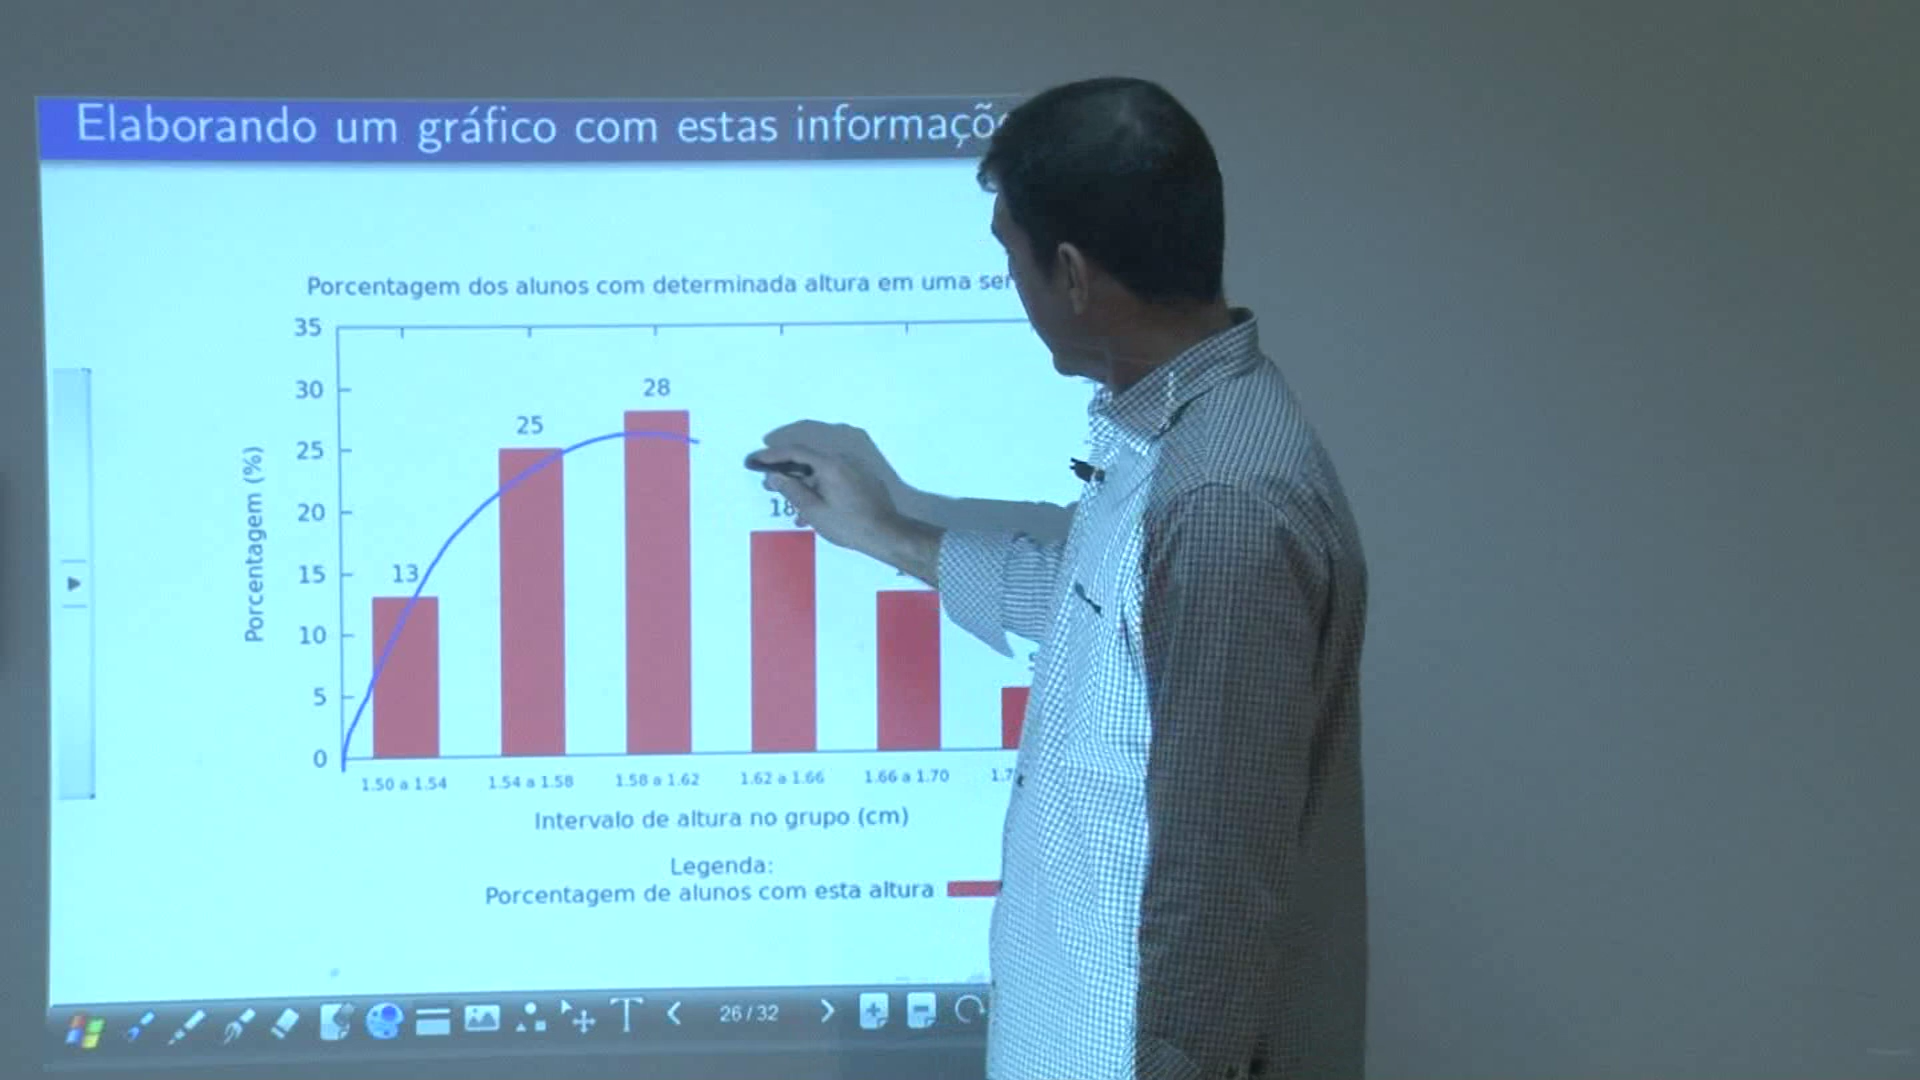 Elaborando um gráfico com estas informaçõ
Porcentagem dos alunos com determinada altura em uma
35
30
25
20
15
10
5
0
Porcentagem (%)
13
25
28
18
1.50 a 1.54
1.54 a 1.58
1.58 a 1.62
1.62 a 1.66
1.66 a 1.70
1.7
Intervalo de altura no grupo (cm)
Legenda:
Porcentagem de alunos com esta altura
T
26 / 32